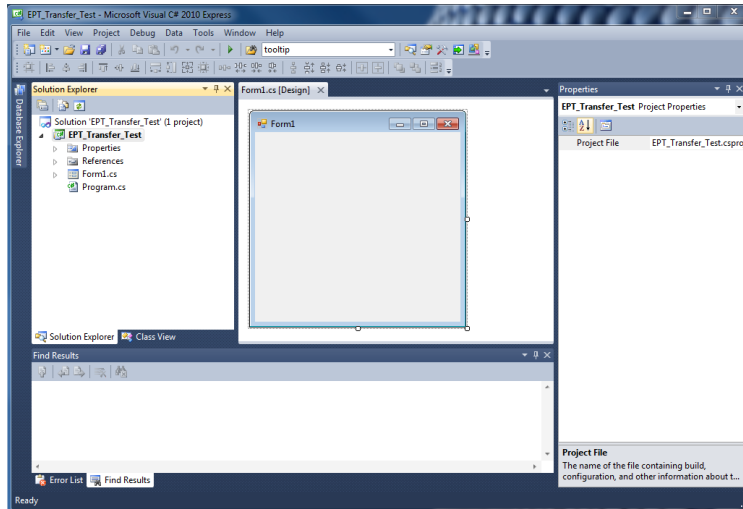 EPT_Transfer_Test - Microsoft Visual C# 2010 Express
File Edit View Project Debug Data Tools Window Help
tooltip
Database Explorer
Solution Explorer
Solution 'EPT_Transfer_Test' (1 project)
EPT_Transfer_Test
Properties
References
Form1.cs
Program.cs
Solution Explorer
Class View
Form1.cs [Design]
Form1
Properties
EPT_Transfer_Test Project Properties
Project File EPT_Transfer_Test.cspro
Find Results
Error List
Find Results
Project File
The name of the file containing build,
configuration, and other information about t...
Ready